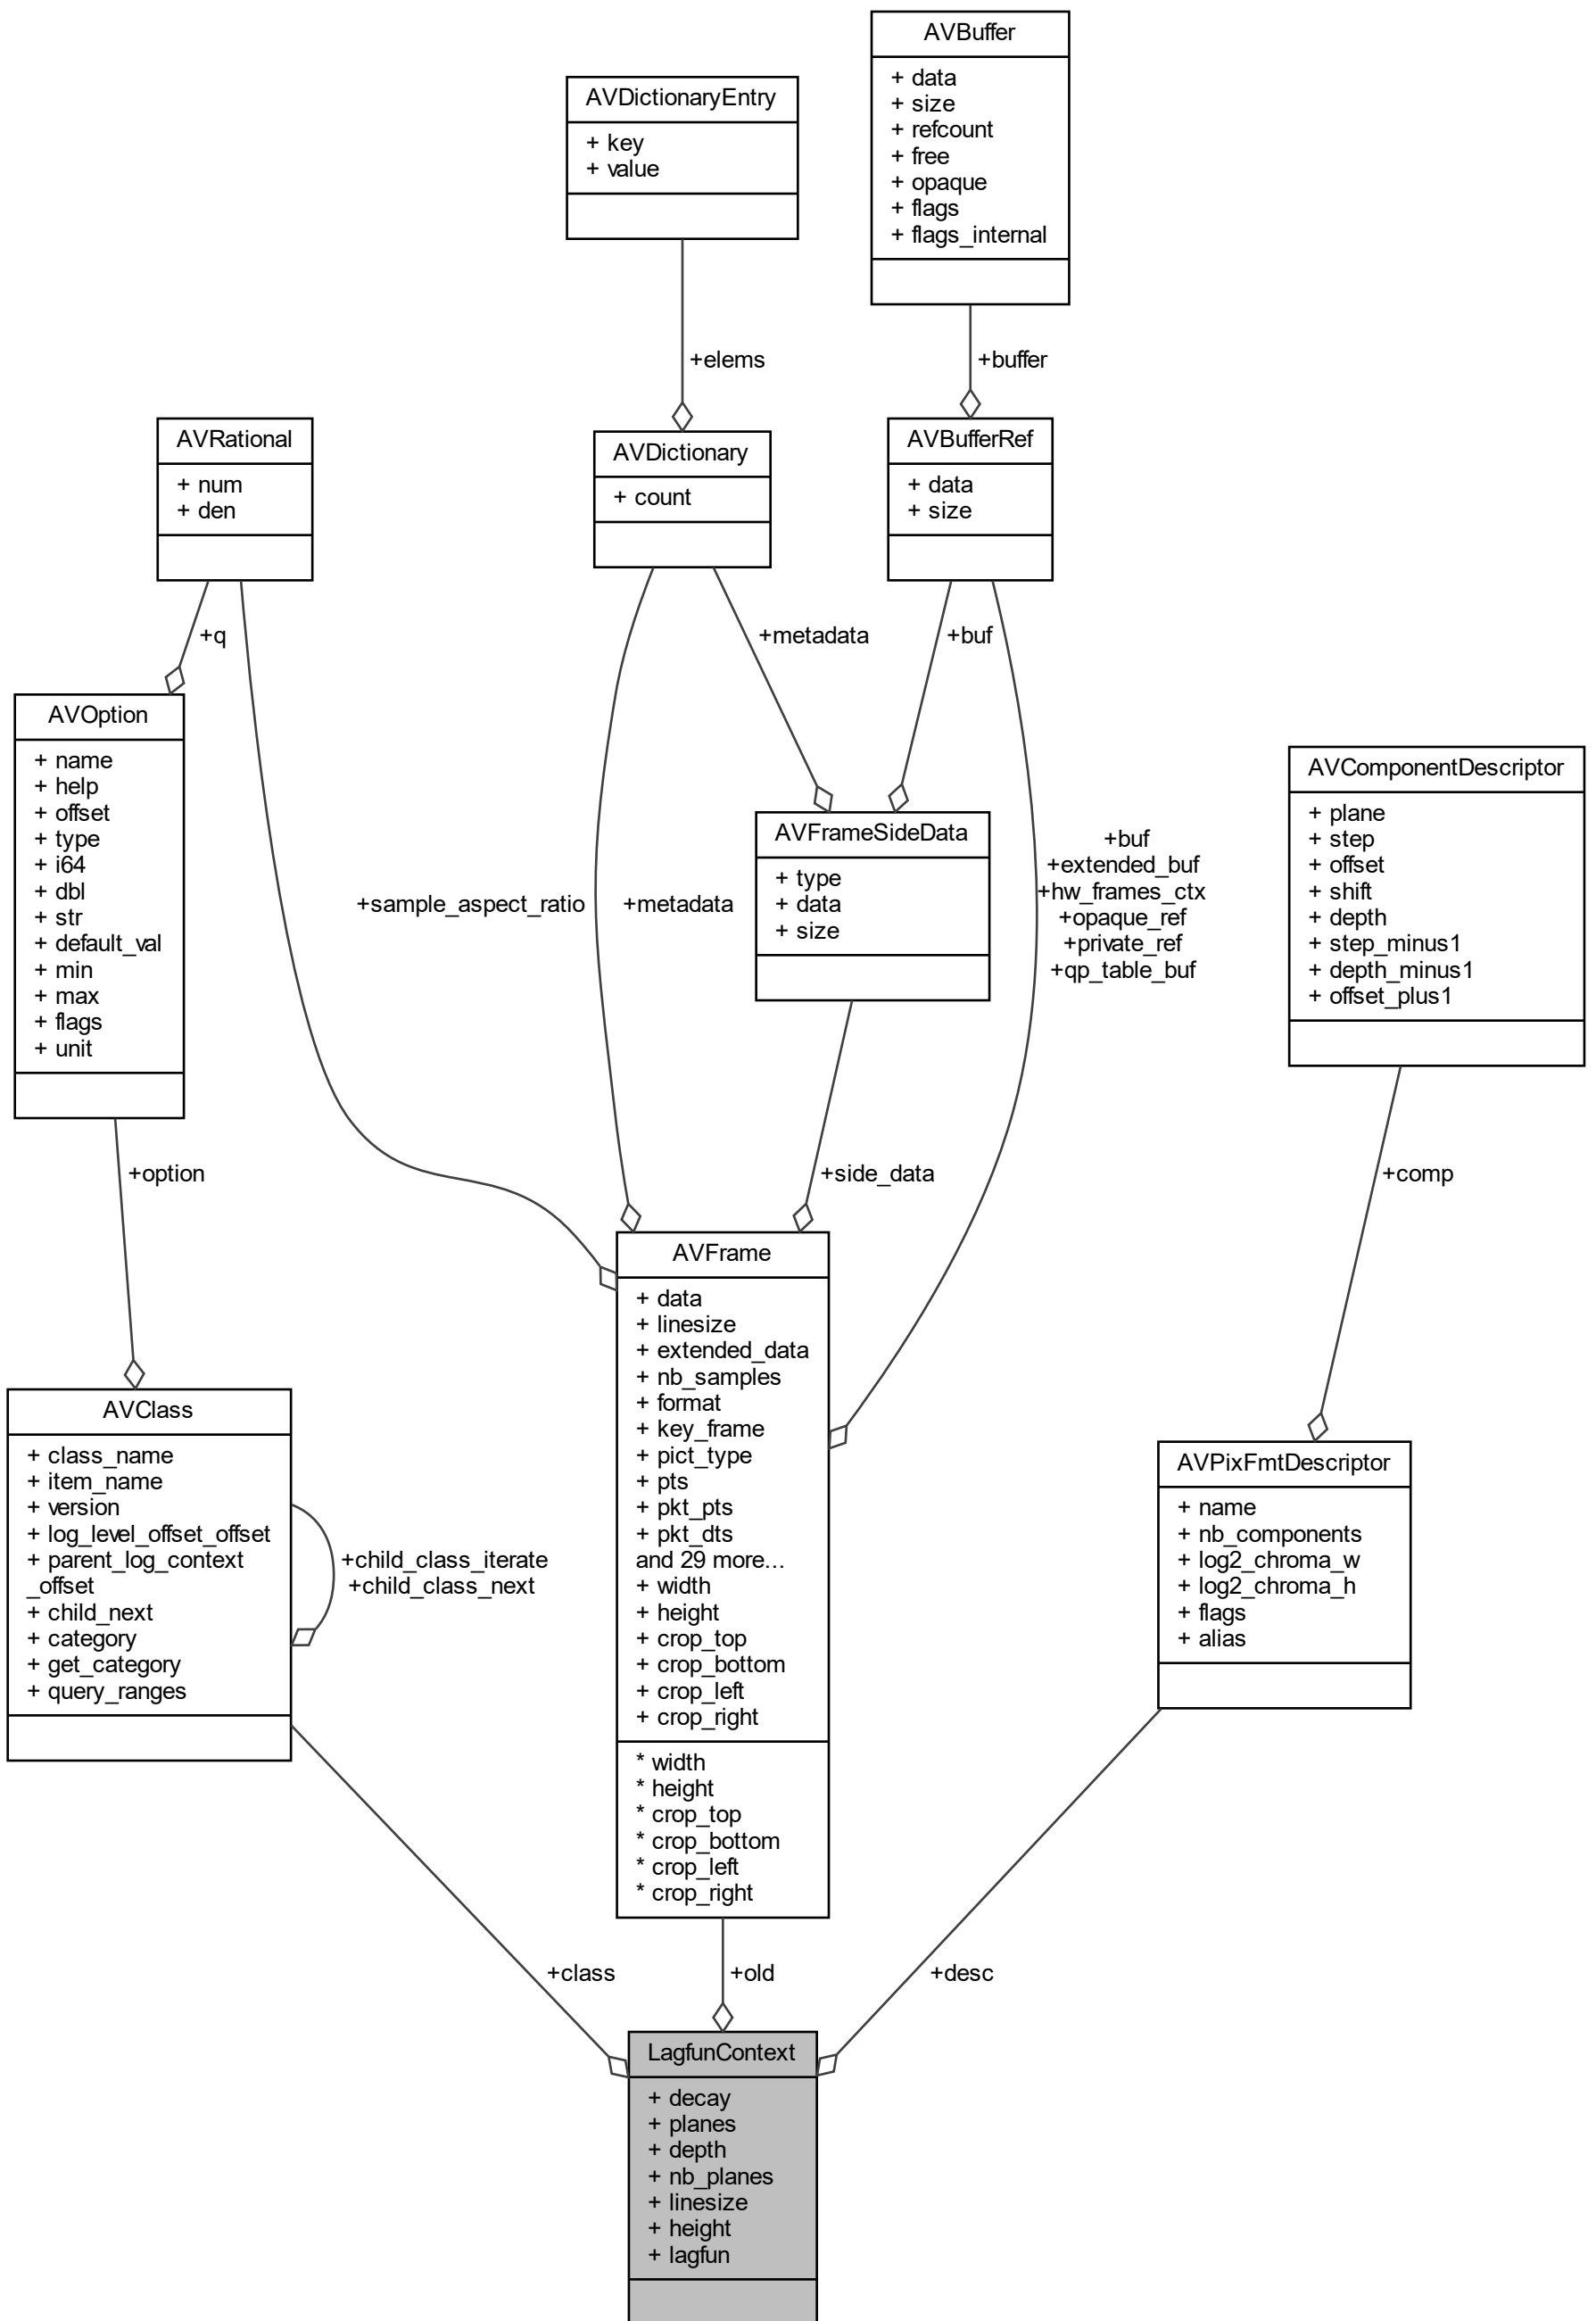 AVBuffer
+ data
+ size
+ refcount
+ free
+ opaque
+ flags
+ flags_internal
AVDictionaryEntry
+ key
+ value
+elems
+buffer
AVRational
+ num
+ den
AVDictionary
+ count
AVBufferRef
+ data
+ size
+q
+metadata
+buf
AVOption
+ name
+ help
+ offset
+ type
+ i64
+ dbl
+ str
+ default_val
+ min
+ max
+ flags
+ unit
AVFrameSideData
+ type
+ data
+ size
AVComponentDescriptor
+ plane
+ step
+ offset
+ shift
+ depth
+ step_minus1
+ depth_minus1
+ offset_plus1
+sample_aspect_ratio
+metadata
+buf
+extended_buf
+hw_frames_ctx
+opaque_ref
+private_ref
+qp_table_buf
+option
+side_data
+comp
AVFrame
+ data
+ linesize
+ extended_data
+ nb_samples
+ format
+ key_frame
+ pict_type
+ pts
+ pkt_pts
+ pkt_dts
and 29 more...
+ width
+ height
+ crop_top
+ crop_bottom
+ crop_left
+ crop_right
* width
* height
* crop_top
* crop_bottom
* crop_left
* crop_right
AVClass
+ class_name
+ item_name
+ version
+ log_level_offset_offset
+ parent_log_context
_offset
+ child_next
+ category
+ get_category
+ query_ranges
+child_class_iterate
+child_class_next
AVPixFmtDescriptor
+ name
+ nb_components
+ log2_chroma_w
+ log2_chroma_h
+ flags
+ alias
+class
+old
+desc
LagfunContext
+ decay
+ planes
+ depth
+ nb_planes
+ linesize
+ height
+ lagfun